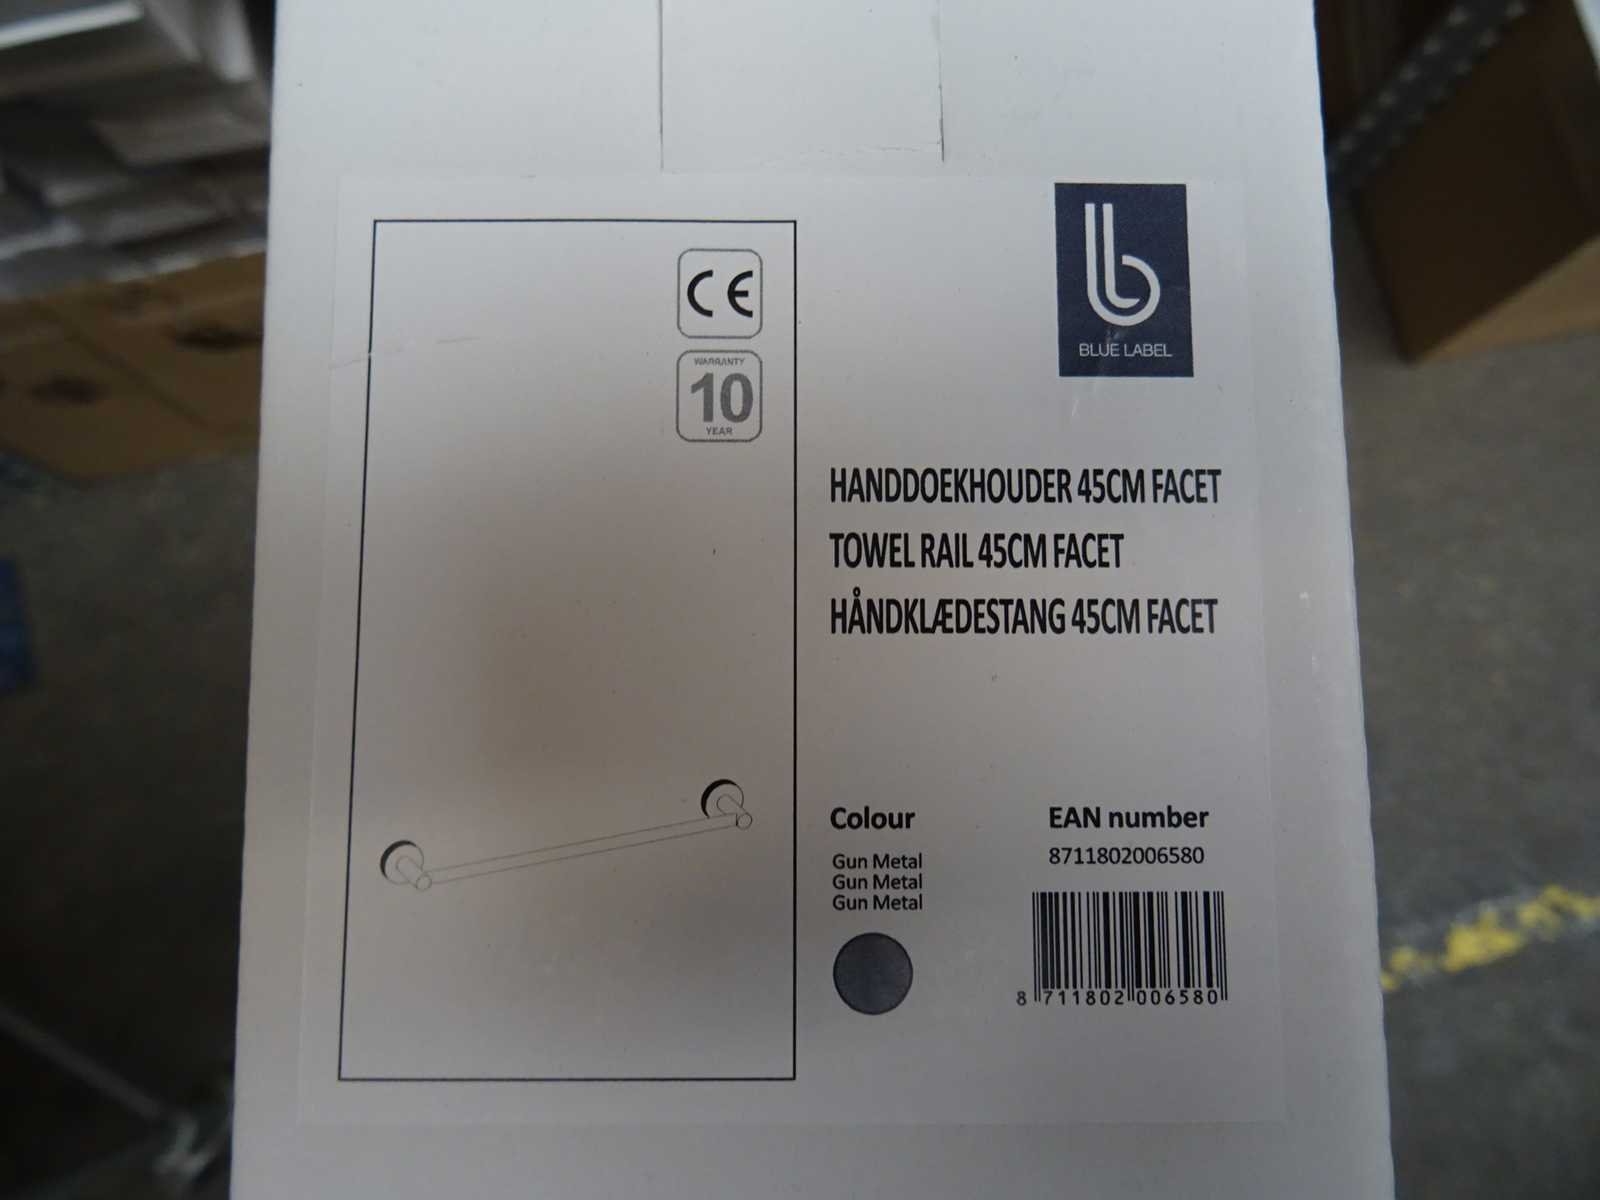 CE
WARRANTY
10
YEAR
BLUE LABEL
HANDDOEKHOUDER 45CM FACET
TOWEL RAIL 45CM FACET
HÅNDKLÆDESTANG 45CM FACET
Colour
Gun Metal
Gun Metal
Gun Metal
EAN number
8711802006580
8 711802 006580